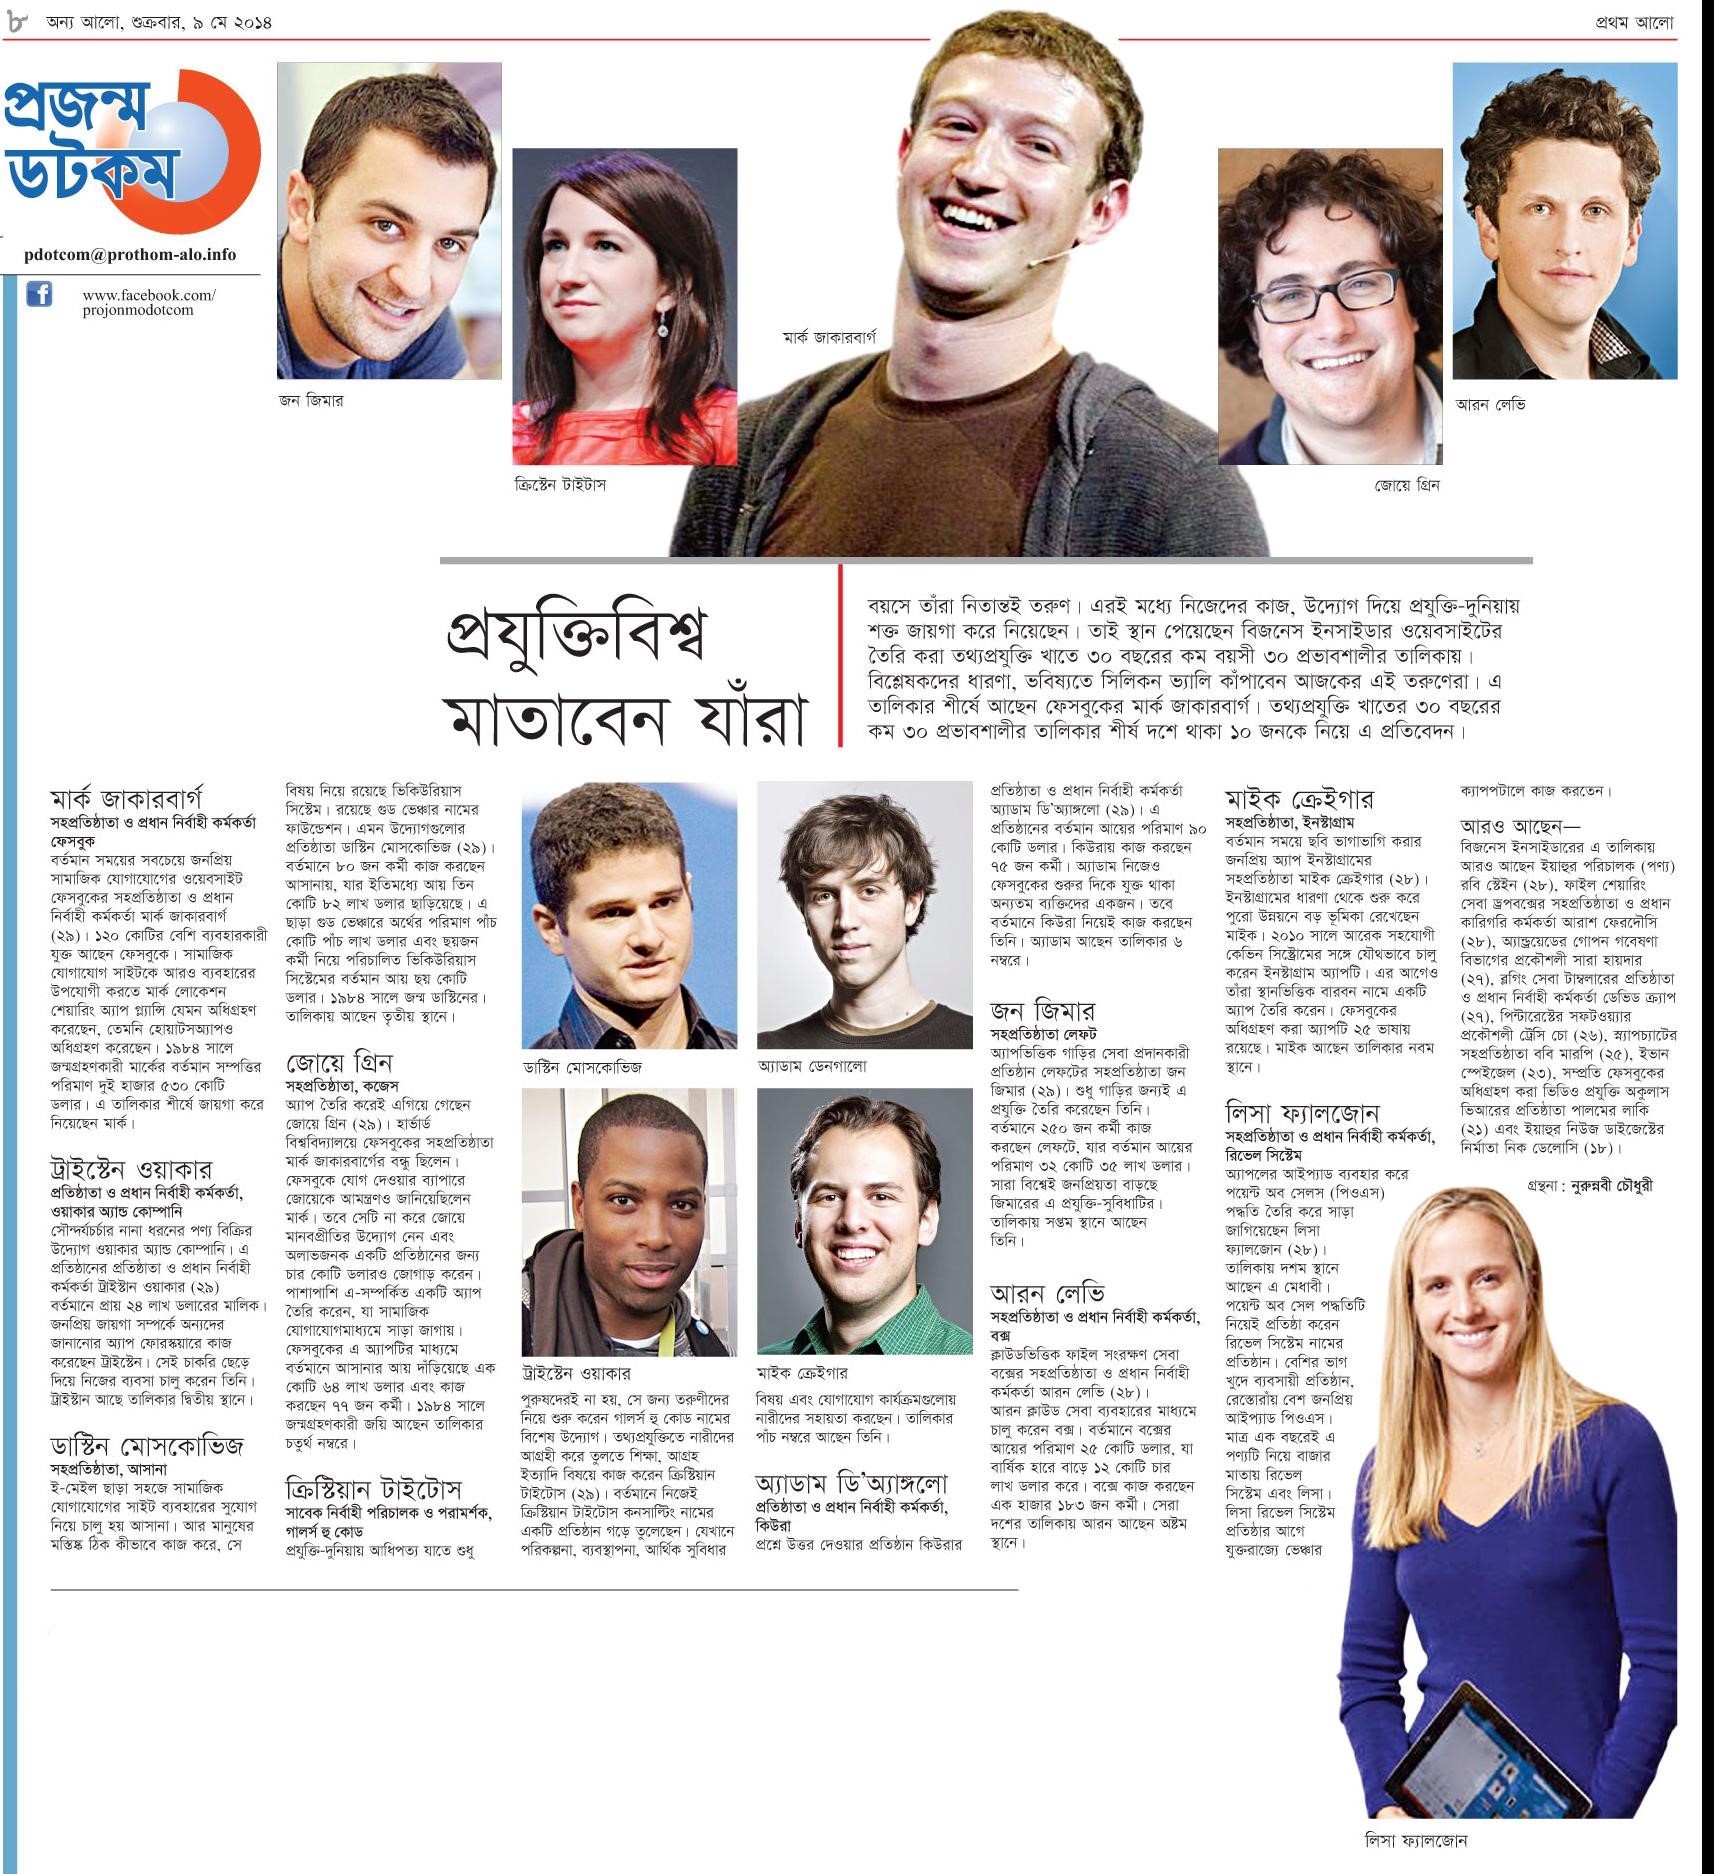 ৮
অন্য আলো, শুক্রবার, ৯ মে ২০১৪
প্রথম আলো
প্রজন্ম
ডটকম
pdotcom@prothom-alo.info
www.facebook.com/
projonmodotcom
জন জিমার
ক্রিস্টেন টাইটাস
মার্ক জাকারবার্গ
জোয়ে গ্রিন
আরন লেভি
প্রযুক্তিবিশ্ব
মাতাবেন যাঁরা
বয়সে তাঁরা নিতান্তই তরুণ। এরই মধ্যে নিজেদের কাজ, উদ্যোগ দিয়ে প্রযুক্তি-দুনিয়ায়
শক্ত জায়গা করে নিয়েছেন। তাই স্থান পেয়েছেন বিজনেস ইনসাইডার ওয়েবসাইটের
তৈরি করা তথ্যপ্রযুক্তি খাতে ৩০ বছরের কম বয়সী ৩০ প্রভাবশালীর তালিকায়।
বিশ্লেষকদের ধারণা, ভবিষ্যতে সিলিকন ভ্যালি কাঁপাবেন আজকের এই তরুণেরা। এ
তালিকার শীর্ষে আছেন ফেসবুকের মার্ক জাকারবার্গ। তথ্যপ্রযুক্তি খাতের ৩০ বছরের
কম ৩০ প্রভাবশালীর তালিকার শীর্ষ দশে থাকা ১০ জনকে নিয়ে এ প্রতিবেদন।
মার্ক জাকারবার্গ
সহপ্রতিষ্ঠাতা ও প্রধান নির্বাহী কর্মকর্তা
ফেসবুক
বর্তমান সময়ের সবচেয়ে জনপ্রিয়
সামাজিক যোগাযোগের ওয়েবসাইট
ফেসবুকের সহপ্রতিষ্ঠাতা ও প্রধান
নির্বাহী কর্মকর্তা মার্ক জাকারবার্গ
(২৯)। ১২০ কোটির বেশি ব্যবহারকারী
যুক্ত আছেন ফেসবুকে। সামাজিক
যোগাযোগ সাইটকে আরও ব্যবহারের
উপযোগী করতে মার্ক লোকেশন
শেয়ারিং অ্যাপ গ্ল্যান্সি যেমন অধিগ্রহণ
করেছেন, তেমনি হোয়াটসঅ্যাপও
অধিগ্রহণ করেছেন। ১৯৮৪ সালে
জন্মগ্রহণকারী মার্কের বর্তমান সম্পত্তির
পরিমাণ দুই হাজার ৫৩০ কোটি
ডলার। এ তালিকার শীর্ষে জায়গা করে
নিয়েছেন মার্ক।
ট্রাইস্টেন ওয়াকার
প্রতিষ্ঠাতা ও প্রধান নির্বাহী কর্মকর্তা,
ওয়াকার অ্যান্ড কোম্পানি
সৌন্দর্যচর্চার নানা ধরনের পণ্য বিক্রির
উদ্যোগ ওয়াকার অ্যান্ড কোম্পানি। এ
প্রতিষ্ঠানের প্রতিষ্ঠাতা ও প্রধান নির্বাহী
কর্মকর্তা ট্রাইস্টান ওয়াকার (২৯)
বর্তমানে প্রায় ২৪ লাখ ডলারের মালিক।
জনপ্রিয় জায়গা সম্পর্কে অন্যদের
জানানোর অ্যাপ ফোরস্কয়ারে কাজ
করেছেন ট্রাইস্টেন। সেই চাকরি ছেড়ে
দিয়ে নিজের ব্যবসা চালু করেন তিনি।
ট্রাইস্টান আছে তালিকার দ্বিতীয় স্থানে।
ডাস্টিন মোসকোভিজ
সহপ্রতিষ্ঠাতা, আসানা
ই-মেইল ছাড়া সহজে সামাজিক
যোগাযোগের সাইট ব্যবহারের সুযোগ
নিয়ে চালু হয় আসানা। আর মানুষের
মস্তিষ্ক ঠিক কীভাবে কাজ করে, সে
বিষয় নিয়ে রয়েছে ভিকিউরিয়াস
সিস্টেম। রয়েছে গুড ভেঞ্চার নামের
ফাউন্ডেশন। এমন উদ্যোগগুলোর
প্রতিষ্ঠাতা ডাস্টিন মোসকোভিজ (২৯)।
বর্তমানে ৮০ জন কর্মী কাজ করছেন
আসানায়, যার ইতিমধ্যে আয় তিন
কোটি ৮২ লাখ ডলার ছাড়িয়েছে। এ
ছাড়া গুড ভেঞ্চারে অর্থের পরিমাণ পাঁচ
কোটি পাঁচ লাখ ডলার এবং ছয়জন
কর্মী নিয়ে পরিচালিত ভিকিউরিয়াস
সিস্টেমের বর্তমান আয় ছয় কোটি
ডলার। ১৯৮৪ সালে জন্ম ডাস্টিনের।
তালিকায় আছেন তৃতীয় স্থানে।
জোয়ে গ্রিন
সহপ্রতিষ্ঠাতা, কজেস
অ্যাপ তৈরি করেই এগিয়ে গেছেন
জোয়ে গ্রিন (২৯)। হার্ভার্ড
বিশ্ববিদ্যালয়ে ফেসবুকের সহপ্রতিষ্ঠাতা
মার্ক জাকারবার্গের বন্ধু ছিলেন।
ফেসবুকে যোগ দেওয়ার ব্যাপারে
জোয়েকে আমন্ত্রণও জানিয়েছিলেন
মার্ক। তবে সেটি না করে জোয়ে
মানবপ্রীতির উদ্যোগ নেন এবং
অলাভজনক একটি প্রতিষ্ঠানের জন্য
চার কোটি ডলারও জোগাড় করেন।
পাশাপাশি এ-সম্পর্কিত একটি অ্যাপ
তৈরি করেন, যা সামাজিক
যোগাযোগমাধ্যমে সাড়া জাগায়।
ফেসবুকের এ অ্যাপটির মাধ্যমে
বর্তমানে আসানার আয় দাঁড়িয়েছে এক
কোটি ৬৪ লাখ ডলার এবং কাজ
করছেন ৭৭ জন কর্মী। ১৯৮৪ সালে
জন্মগ্রহণকারী জয়ি আছেন তালিকার
চতুর্থ নম্বরে।
ক্রিস্টিয়ান টাইটোস
সাবেক নির্বাহী পরিচালক ও পরামর্শক,
গালর্স হু কোড
প্রযুক্তি-দুনিয়ায় আধিপত্য যাতে শুধু
ডাস্টিন মোসকোভিজ
অ্যাডাম ডেনগালো
ট্রাইস্টেন ওয়াকার
মাইক ক্রেইগার
পুরুষদেরই না হয়, সে জন্য তরুণীদের
নিয়ে শুরু করেন গালর্স হু কোড নামের
বিশেষ উদ্যোগ। তথ্যপ্রযুক্তিতে নারীদের
আগ্রহী করে তুলতে শিক্ষা, আগ্রহ
ইত্যাদি বিষয়ে কাজ করেন ক্রিস্টিয়ান
টাইটোস (২৯)। বর্তমানে নিজেই
ক্রিস্টিয়ান টাইটোস কনসাল্টিং নামের
একটি প্রতিষ্ঠান গড়ে তুলেছেন। যেখানে
পরিকল্পনা, ব্যবস্থাপনা, আর্থিক সুবিধার
বিষয় এবং যোগাযোগ কার্যক্রমগুলোয়
নারীদের সহায়তা করছেন। তালিকার
পাঁচ নম্বরে আছেন তিনি।
অ্যাডাম ডি'অ্যাঙ্গলো
প্রতিষ্ঠাতা ও প্রধান নির্বাহী কর্মকর্তা,
কিউরা
প্রশ্নে উত্তর দেওয়ার প্রতিষ্ঠান কিউরার
প্রতিষ্ঠাতা ও প্রধান নির্বাহী কর্মকর্তা
অ্যাডাম ডি'অ্যাঙ্গলো (২৯)। এ
প্রতিষ্ঠানের বর্তমান আয়ের পরিমাণ ৯০
কোটি ডলার। কিউরায় কাজ করছেন
৭৫ জন কর্মী। অ্যাডাম নিজেও
ফেসবুকের শুরুর দিকে যুক্ত থাকা
অন্যতম ব্যক্তিদের একজন। তবে
বর্তমানে কিউরা নিয়েই কাজ করছেন
তিনি। অ্যাডাম আছেন তালিকার ৬
নম্বরে।
জন জিমার
সহপ্রতিষ্ঠাতা লেফট
অ্যাপভিত্তিক গাড়ির সেবা প্রদানকারী
প্রতিষ্ঠান লেফটের সহপ্রতিষ্ঠাতা জন
জিমার (২৯)। শুধু গাড়ির জন্যই এ
প্রযুক্তি তৈরি করেছেন তিনি।
বর্তমানে ২৫০ জন কর্মী কাজ
করছেন লেফটে, যার বর্তমান আয়ের
পরিমাণ ৩২ কোটি ৩৫ লাখ ডলার।
সারা বিশ্বেই জনপ্রিয়তা বাড়ছে
জিমারের এ প্রযুক্তি-সুবিধাটির।
তালিকায় সপ্তম স্থানে আছেন
তিনি।
আরন লেভি
সহপ্রতিষ্ঠাতা ও প্রধান নির্বাহী কর্মকর্তা,
বক্স
ক্লাউডভিত্তিক ফাইল সংরক্ষণ সেবা
বক্সের সহপ্রতিষ্ঠাতা ও প্রধান নির্বাহী
কর্মকর্তা আরন লেভি (২৮)।
আরন ক্লাউড সেবা ব্যবহারের মাধ্যমে
চালু করেন বক্স। বর্তমানে বক্সের
আয়ের পরিমাণ ২৫ কোটি ডলার, যা
বার্ষিক হারে বাড়ে ১২ কোটি চার
লাখ ডলার করে। বক্সে কাজ করছেন
এক হাজার ১৮৩ জন কর্মী। সেরা
দশের তালিকায় আরন আছেন অষ্টম
স্থানে।
মাইক ক্রেইগার
সহপ্রতিষ্ঠাতা, ইনস্টাগ্রাম
বর্তমান সময়ে ছবি ভাগাভাগি করার
জনপ্রিয় অ্যাপ ইনস্টাগ্রামের
সহপ্রতিষ্ঠাতা মাইক ক্রেইগার (২৮)।
ইনস্টাগ্রামের ধারণা থেকে শুরু করে
পুরো উন্নয়নে বড় ভূমিকা রেখেছেন
মাইক। ২০১০ সালে আরেক সহযোগী
কেভিন সিস্ট্রোমের সঙ্গে যৌথভাবে চালু
করেন ইনস্টাগ্রাম অ্যাপটি। এর আগেও
তাঁরা স্থানভিত্তিক বারবন নামে একটি
অ্যাপ তৈরি করেন। ফেসবুকের
অধিগ্রহণ করা অ্যাপটি ২৫ ভাষায়
রয়েছে। মাইক আছেন তালিকার নবম
স্থানে।
লিসা ফ্যালজোন
সহপ্রতিষ্ঠাতা ও প্রধান নির্বাহী কর্মকর্তা,
রিভেল সিস্টেম
অ্যাপলের আইপ্যাড ব্যবহার করে
পয়েন্ট অব সেলস (পিওএস)
পদ্ধতি তৈরি করে সাড়া
জাগিয়েছেন লিসা
ফ্যালজোন (২৮)।
তালিকায় দশম স্থানে
আছেন এ মেধাবী।
পয়েন্ট অব সেল পদ্ধতিটি
নিয়েই প্রতিষ্ঠা করেন
রিভেল সিস্টেম নামের
প্রতিষ্ঠান। বেশির ভাগ
খুদে ব্যবসায়ী প্রতিষ্ঠান,
রেস্তোরাঁয় বেশ জনপ্রিয়
আইপ্যাড পিওএস।
মাত্র এক বছরেই এ
পণ্যটি নিয়ে বাজার
মাতায় রিভেল
সিস্টেম এবং লিসা।
লিসা রিভেল সিস্টেম
প্রতিষ্ঠার আগে
যুক্তরাজ্যে ভেঞ্চার
ক্যাপপটালে কাজ করতেন।
আরও আছেন—
বিজনেস ইনসাইডারের এ তালিকায়
আরও আছেন ইয়াহুর পরিচালক (পণ্য)
রবি স্টেইন (২৮), ফাইল শেয়ারিং
সেবা ড্রপবক্সের সহপ্রতিষ্ঠাতা ও প্রধান
কারিগরি কর্মকর্তা আরাশ ফেরদৌসি
(২৮), অ্যান্ড্রয়েডের গোপন গবেষণা
বিভাগের প্রকৌশলী সারা হায়দার
(২৭), ব্লগিং সেবা টাম্বলারের প্রতিষ্ঠাতা
ও প্রধান নির্বাহী কর্মকর্তা ডেভিড ক্র্যাপ
(২৭), পিন্টারেস্টের সফটওয়্যার
প্রকৌশলী ট্রেসি চো (২৬), স্ন্যাপচ্যাটের
সহপ্রতিষ্ঠাতা ববি মারপি (২৫), ইভান
স্পেইজেল (২৩), সম্প্রতি ফেসবুকের
অধিগ্রহণ করা ভিডিও প্রযুক্তি অকুলাস
ভিআরের প্রতিষ্ঠাতা পালমের লাকি
(২১) এবং ইয়াহুর নিউজ ডাইজেস্টের
নির্মাতা নিক ডেলোসি (১৮)।
গ্রন্থনা : নুরুন্নবী চৌধুরী
লিসা ফ্যালজোন